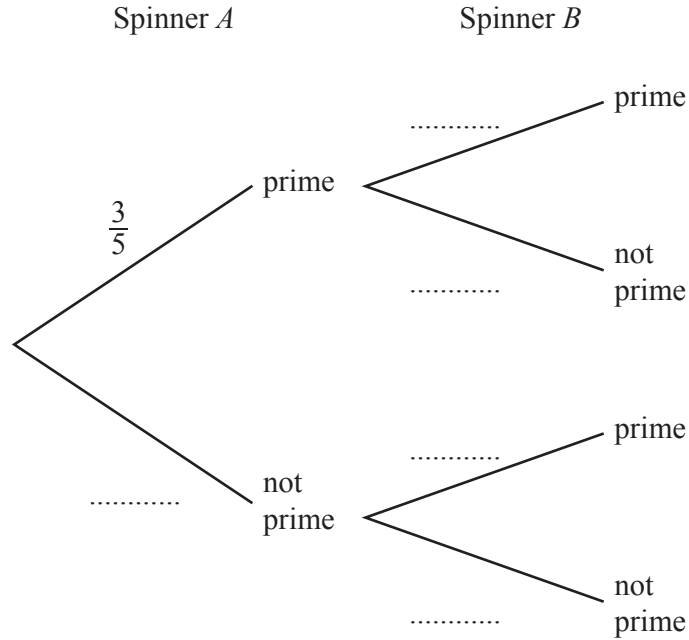 Spinner A
Spinner B
prime
............
3
5
prime
not
prime
............
prime
............
not
prime
............
not
prime
............